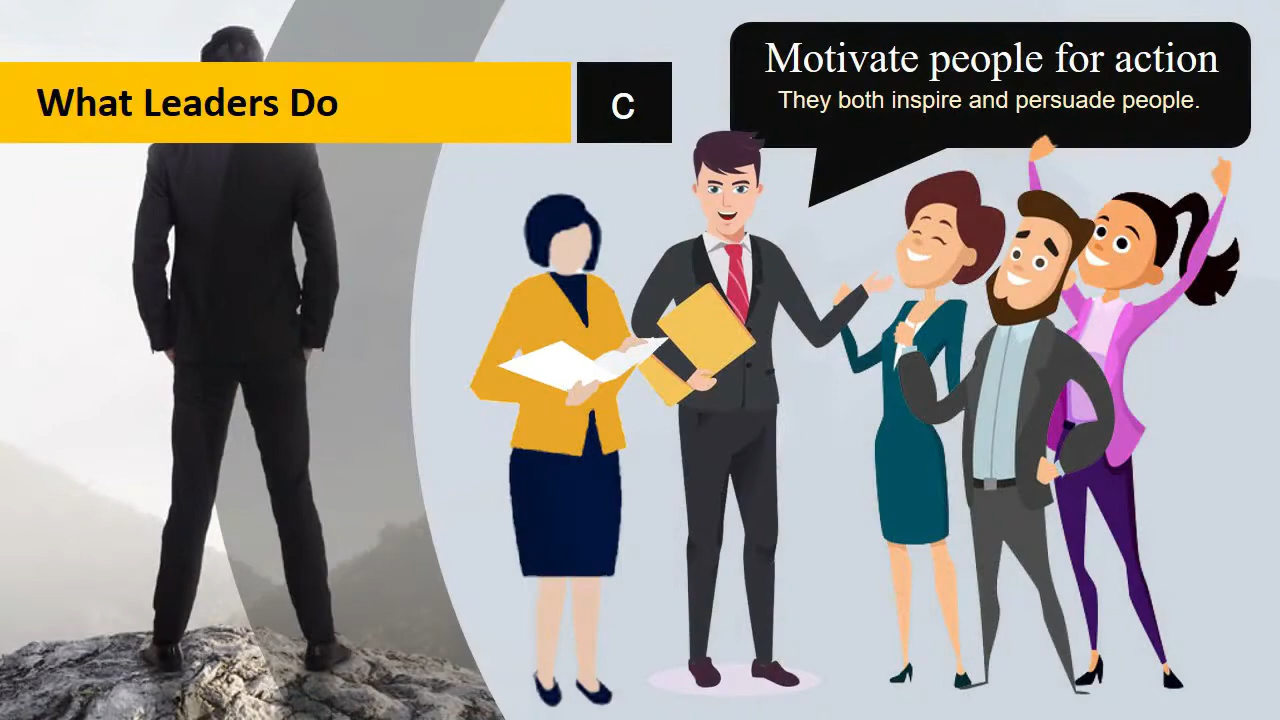 What Leaders Do
C
Motivate people for action
They both inspire and persuade people.